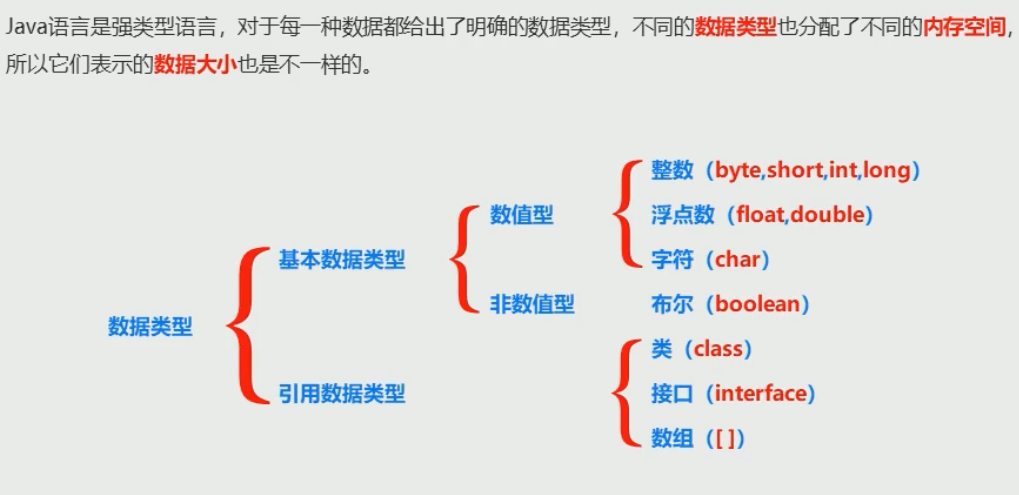 Java语言是强类型语言，对于每一种数据都给出了明确的数据类型，不同的数据类型也分配了不同的内存空间，
所以它们表示的数据大小也是不一样的。
整数（byte,short,int,long）
数值型
浮点数（float,double）
基本数据类型
字符（char）
非数值型
布尔（boolean）
数据类型
类（class）
引用数据类型
接口（interface）
数组（[ ]）